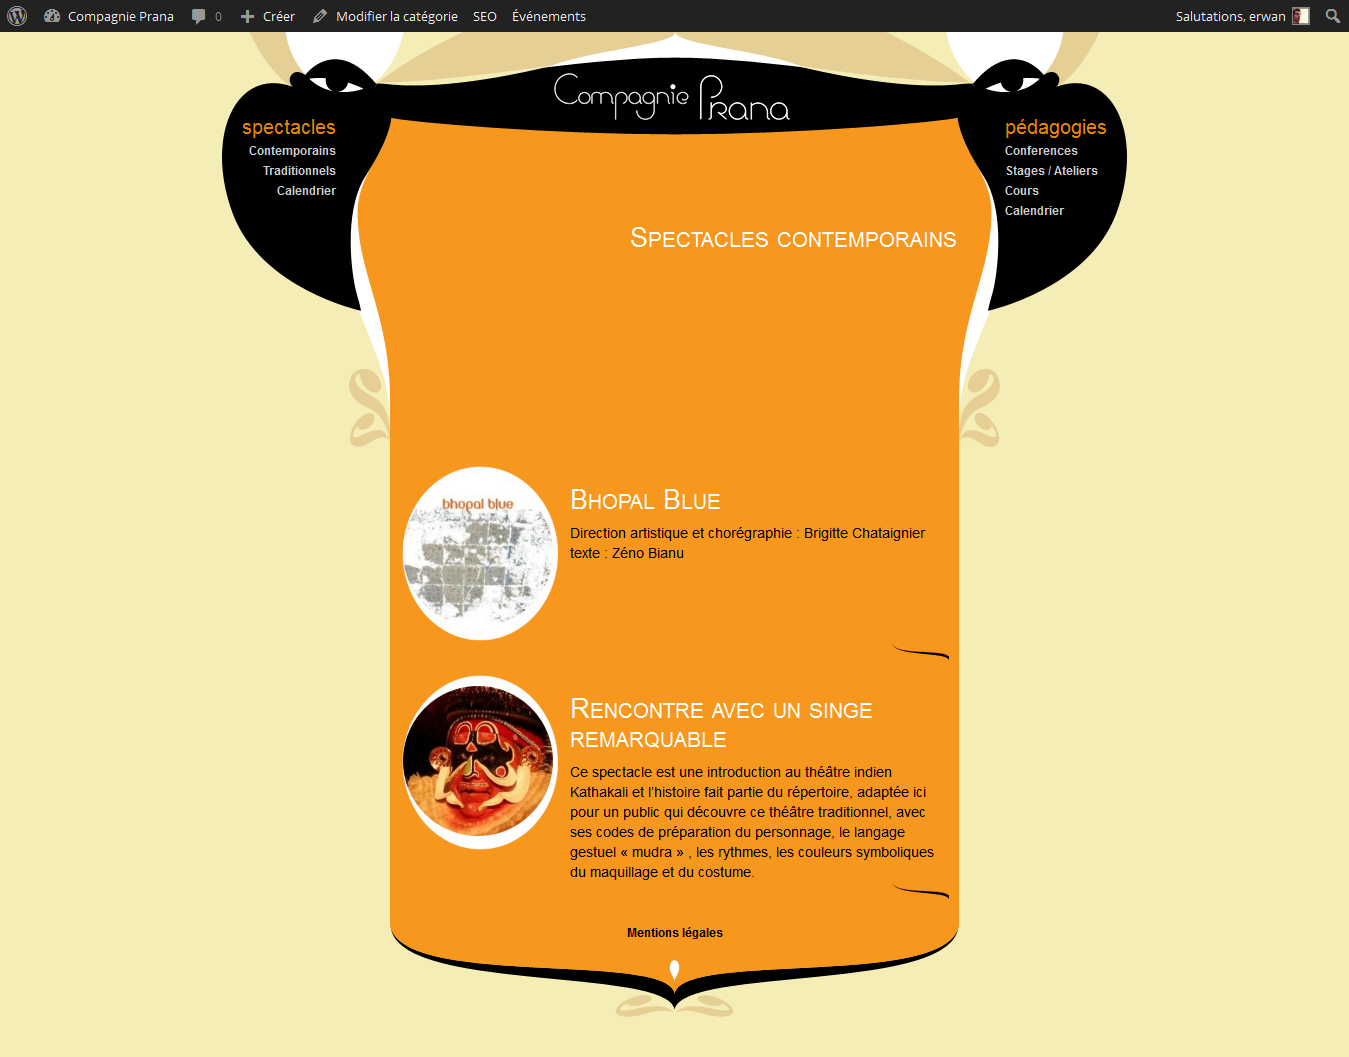 Compagnie Prana
0
Créer
Modifier la catégorie
SEO
Événements
Salutations, erwan
Compagnie Prana
spectacles
Contemporains
Traditionnels
Calendrier
pédagogies
Conferences
Stages / Ateliers
Cours
Calendrier
Spectacles contemporains
bhopal blue
Bhopal Blue
Direction artistique et chorégraphie : Brigitte Chataignier
texte : Zéno Bianu
Rencontre avec un singe
remarquable
Ce spectacle est une introduction au théâtre indien
Kathakali et l’histoire fait partie du répertoire, adaptée ici
pour un public qui découvre ce théâtre traditionnel, avec
ses codes de préparation du personnage, le langage
gestuel « mudra » , les rythmes, les couleurs symboliques
du maquillage et du costume.
Mentions légales